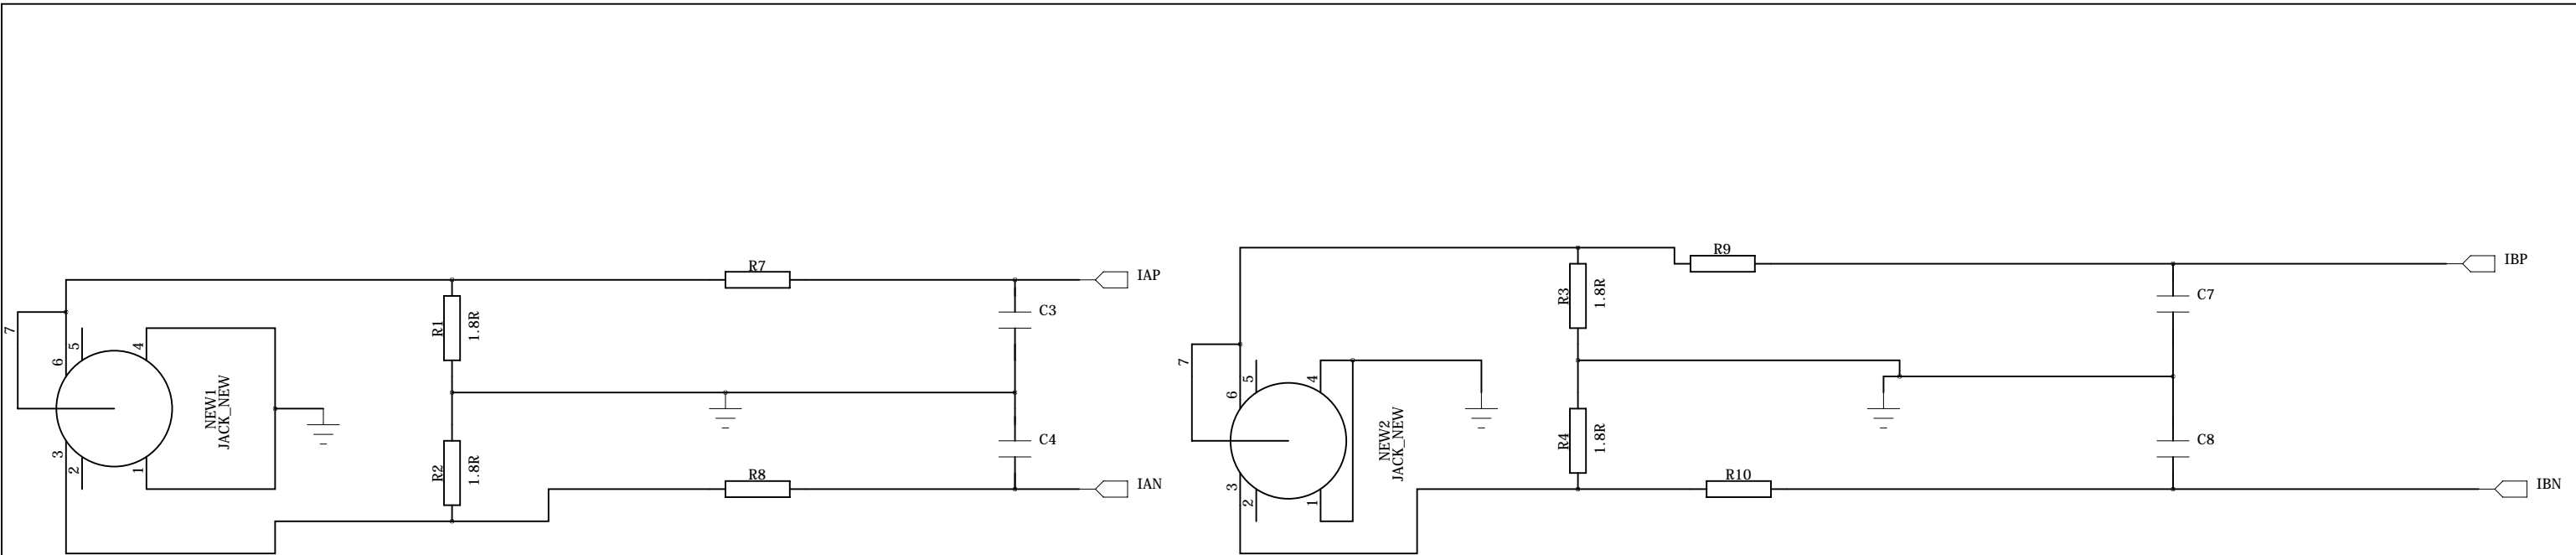 R7
IAP
R1
1.8R
C3
7
6
5
4
NEW1
JACK_NEW
3
2
1
R2
1.8R
C4
R8
IAN
R9
IBP
R3
1.8R
C7
7
6
5
4
NEW2
JACK_NEW
3
2
1
R4
1.8R
C8
R10
IBN